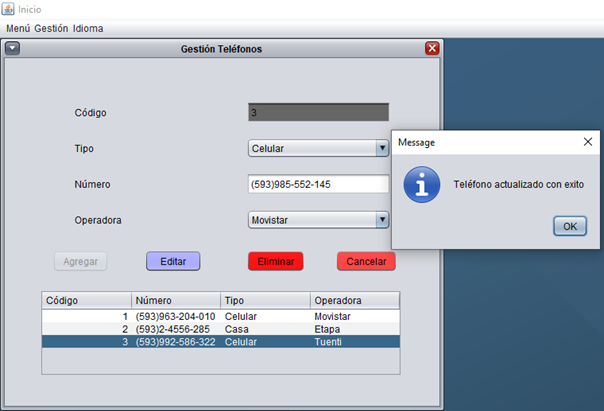 Inicio
Menú Gestión Idioma
Gestión Teléfonos
Código 3
Tipo Celular
Número (593)985-552-145
Operadora Movistar
Agregar Editar Eliminar Cancelar
Código Número Tipo Operadora
1 (593)963-204-010 Celular Movistar
2 (593)2-4556-285 Casa Etapa
3 (593)992-586-322 Celular Tuenti
Message
Teléfono actualizado con exito
OK